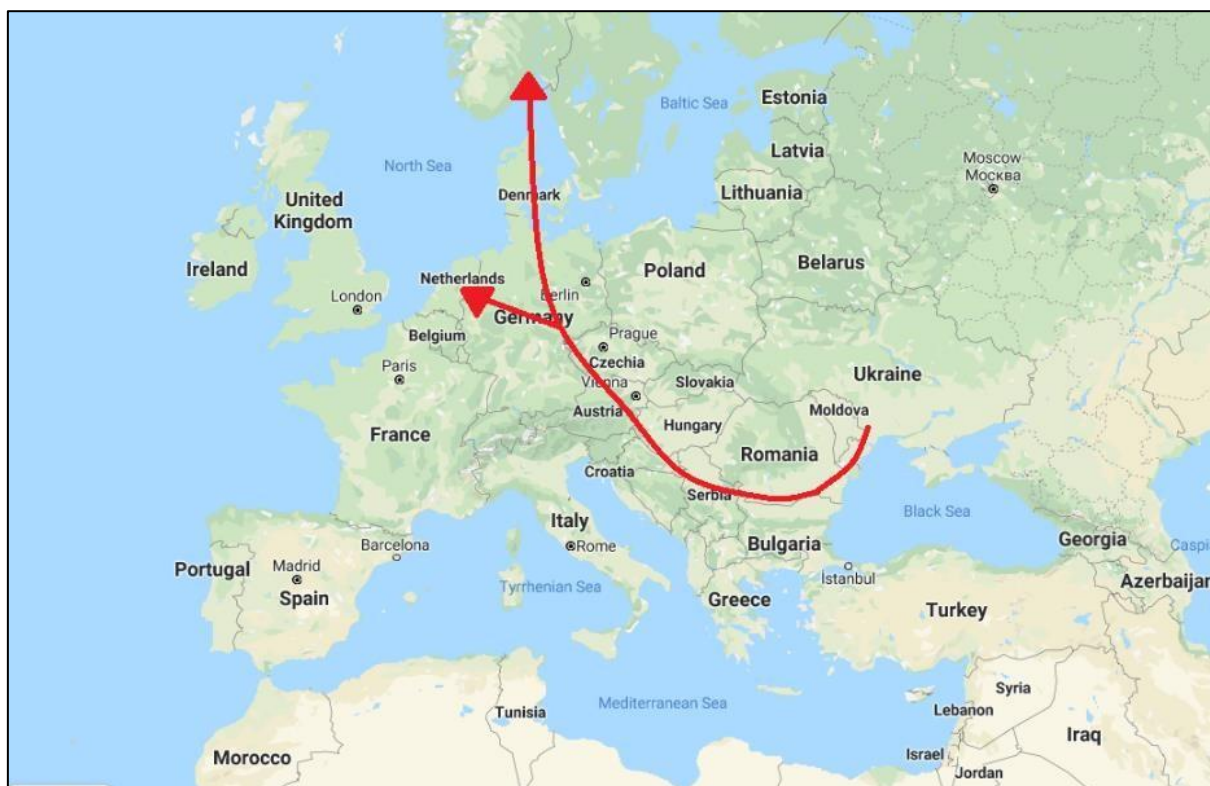 Estonia
Baltic Sea
Latvia
Moscow
Москва
North Sea
Denmark
Lithuania
United
Kingdom
Ireland
Belarus
Poland
Netherlands
Berlin
London
Germany
Belgium
Prague
Czechia
Paris
Vienna
Slovakia
Ukraine
Austria
Moldova
Hungary
France
Romania
Croatia
Serbia
Black Sea
Italy
Barcelona
Rome
Bulgaria
Georgia
Caspi
Madrid
Portugal
Spain
Tyrrhenian Sea
İstanbul
Azerbaijan
Greece
Turkey
Syria
Mediterranean Sea
Lebanon
Tunisia
Iraq
Morocco
Israel
Jordan